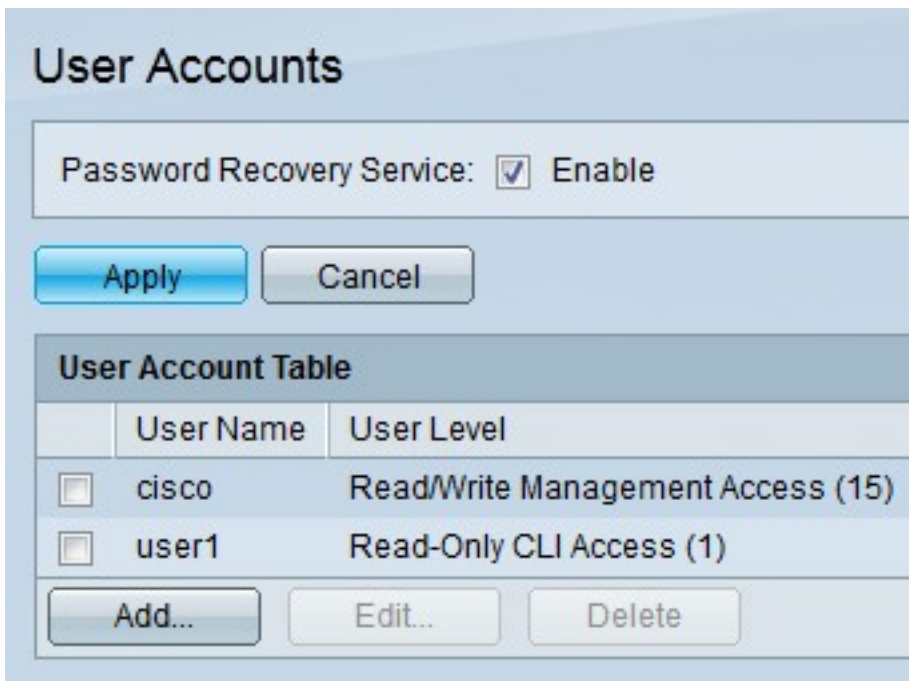 User Accounts
Password Recovery Service: Enable
Apply Cancel
User Account Table
User Name User Level
cisco Read/Write Management Access (15)
user1 Read-Only CLI Access (1)
Add... Edit... Delete